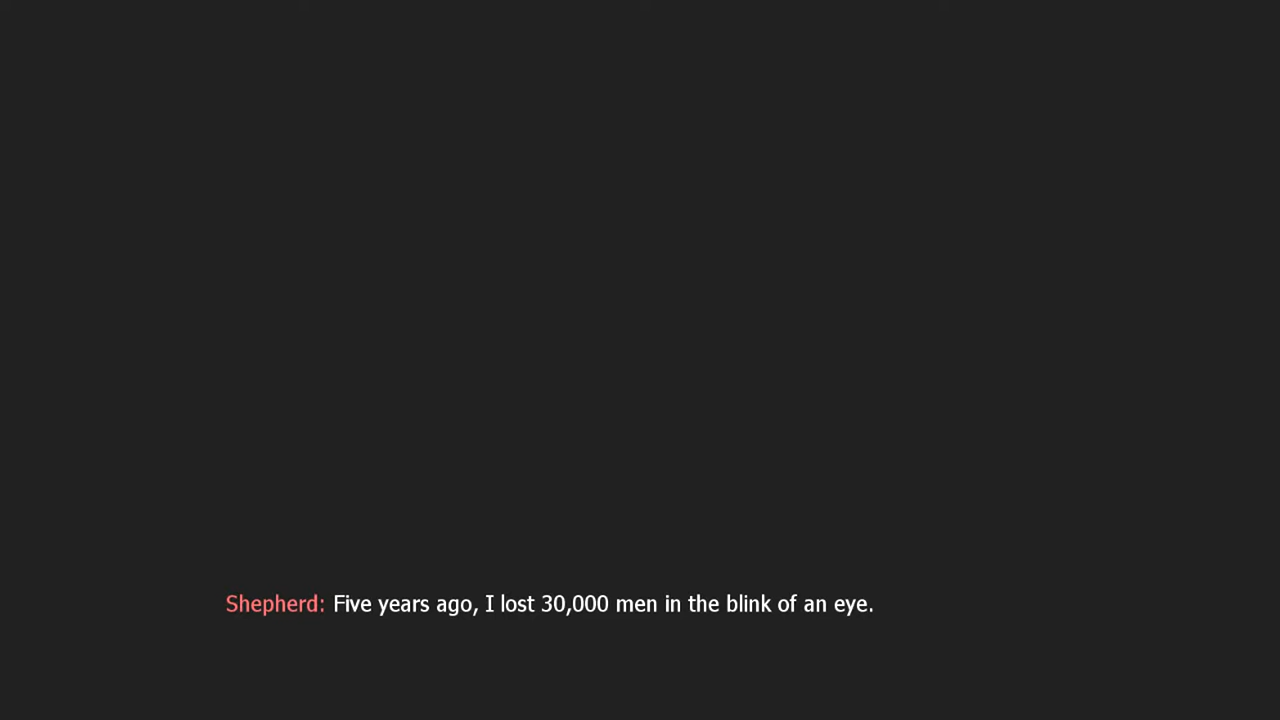 Shepherd: Five years ago, I lost 30,000 men in the blink of an eye.